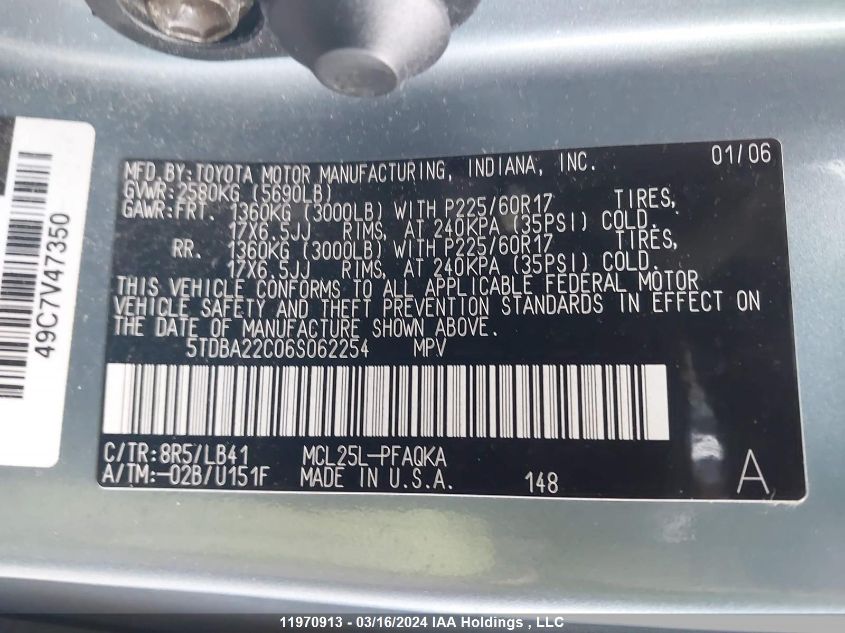 MFD.BY:TOYOTA MOTOR MANUFACTURING, INDIANA, INC. 01/06
GVWR:2580KG (5690LB)
GAWR:FRT. 1360KG (3000LB) WITH P225/60R17 TIRES,
17X6.5JJ RIMS, AT 240KPA (35PSI) COLD.
RR. 1360KG (3000LB) WITH P225/60R17 TIRES,
17X6.5JJ RIMS, AT 240KPA (35PSI) COLD.
THIS VEHICLE CONFORMS TO ALL APPLICABLE FEDERAL MOTOR
VEHICLE SAFETY AND THEFT PREVENTION STANDARDS IN EFFECT ON
THE DATE OF MANUFACTURE SHOWN ABOVE.
5TDBA22C06S062254 MPV
C/TR:8R5/LB41 MCL25L-PFAQKA
A/TM:-02B/U151F MADE IN U.S.A. 148 A
49C7V47350
11970913 - 03/16/2024 IAA Holdings , LLC